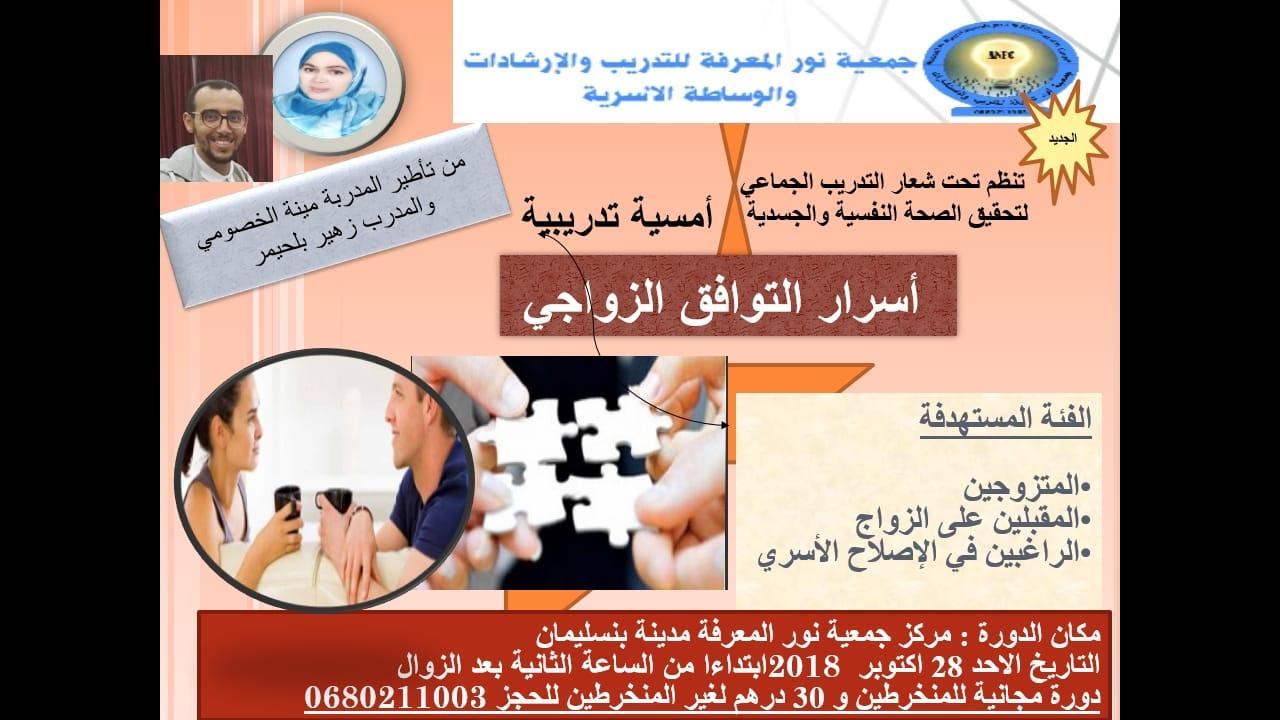 جمعية نور المعرفة للتدريب والإرشادات
والوساطة الاسرية
الجديد
تنظم تحت شعار التدريب الجماعي
لتحقيق الصحة النفسية والجسدية
أمسية تدريبية
من تأطير المدربة مينة الخصومي
والمدرب زهير بلحيمر
أسرار التوافق الزواجي
الفئة المستهدفة
•المتزوجين
•المقبلين على الزواج
•الراغبين في الإصلاح الأسري
مكان الدورة : مركز جمعية نور المعرفة مدينة بنسليمان
التاريخ الاحد 28 اكتوبر 2018ابتداءا من الساعة الثانية بعد الزوال
دورة مجانية للمنخرطين و 30 درهم لغير المنخرطين للحجز 0680211003